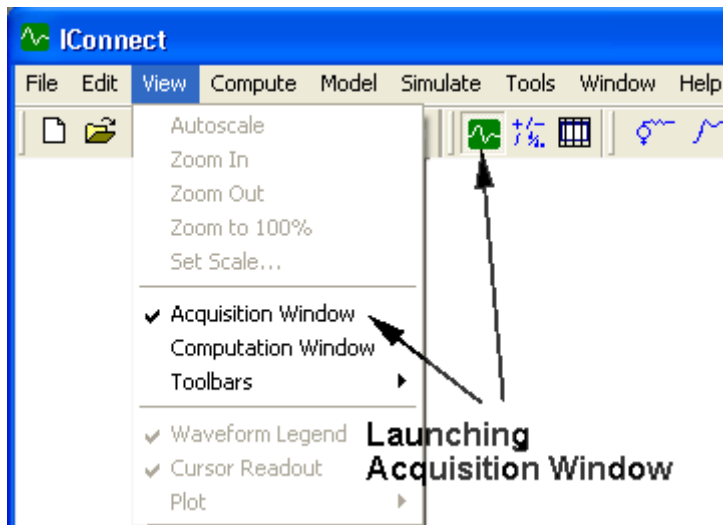 IConnect
File Edit View Compute Model Simulate Tools Window Help
Autoscale
Zoom In
Zoom Out
Zoom to 100%
Set Scale...
Acquisition Window
Computation Window
Toolbars
Waveform Legend
Cursor Readout
Plot
Launching
Acquisition Window